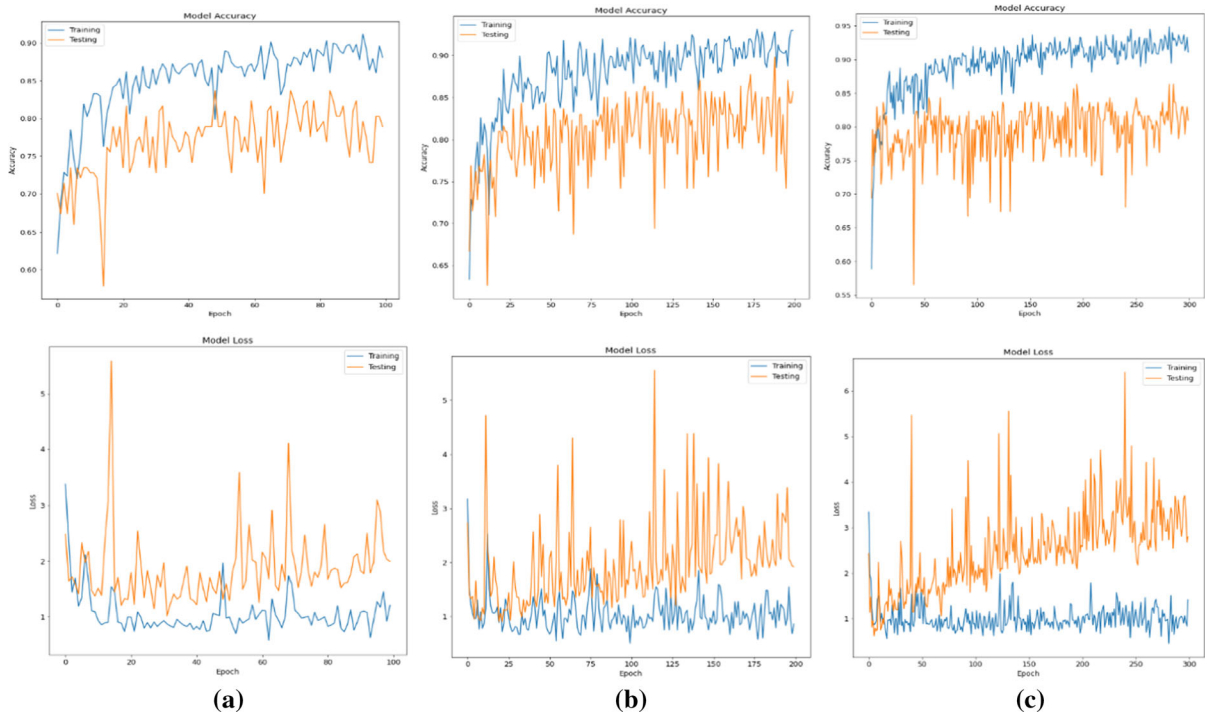 Model Accuracy
Training
Testing
0.90
0.85
0.80
0.75
0.70
0.65
0.60
Accuracy
0
20
40
60
80
100
Epoch
Model Accuracy
Training
Testing
0.90
0.85
0.80
0.75
0.70
0.65
Accuracy
0
25
50
75
100
125
150
175
200
Epoch
Model Accuracy
Training
Testing
0.95
0.90
0.85
0.80
0.75
0.70
0.65
0.60
0.55
Accuracy
0
50
100
150
200
250
300
Epoch
Model Loss
Training
Testing
5
4
3
2
1
Loss
0
20
40
60
80
100
Epoch
Model Loss
Training
Testing
5
4
3
2
1
Loss
0
25
50
75
100
125
150
175
200
Epoch
Model Loss
Training
Testing
6
5
4
3
2
1
Loss
0
50
100
150
200
250
300
Epoch
(a)
(b)
(c)